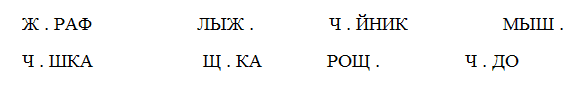 Ж . РАФ ЛЫЖ . Ч . ЙНИК МЫШ .
Ч . ШКА Щ . КА РОЩ . Ч . ДО